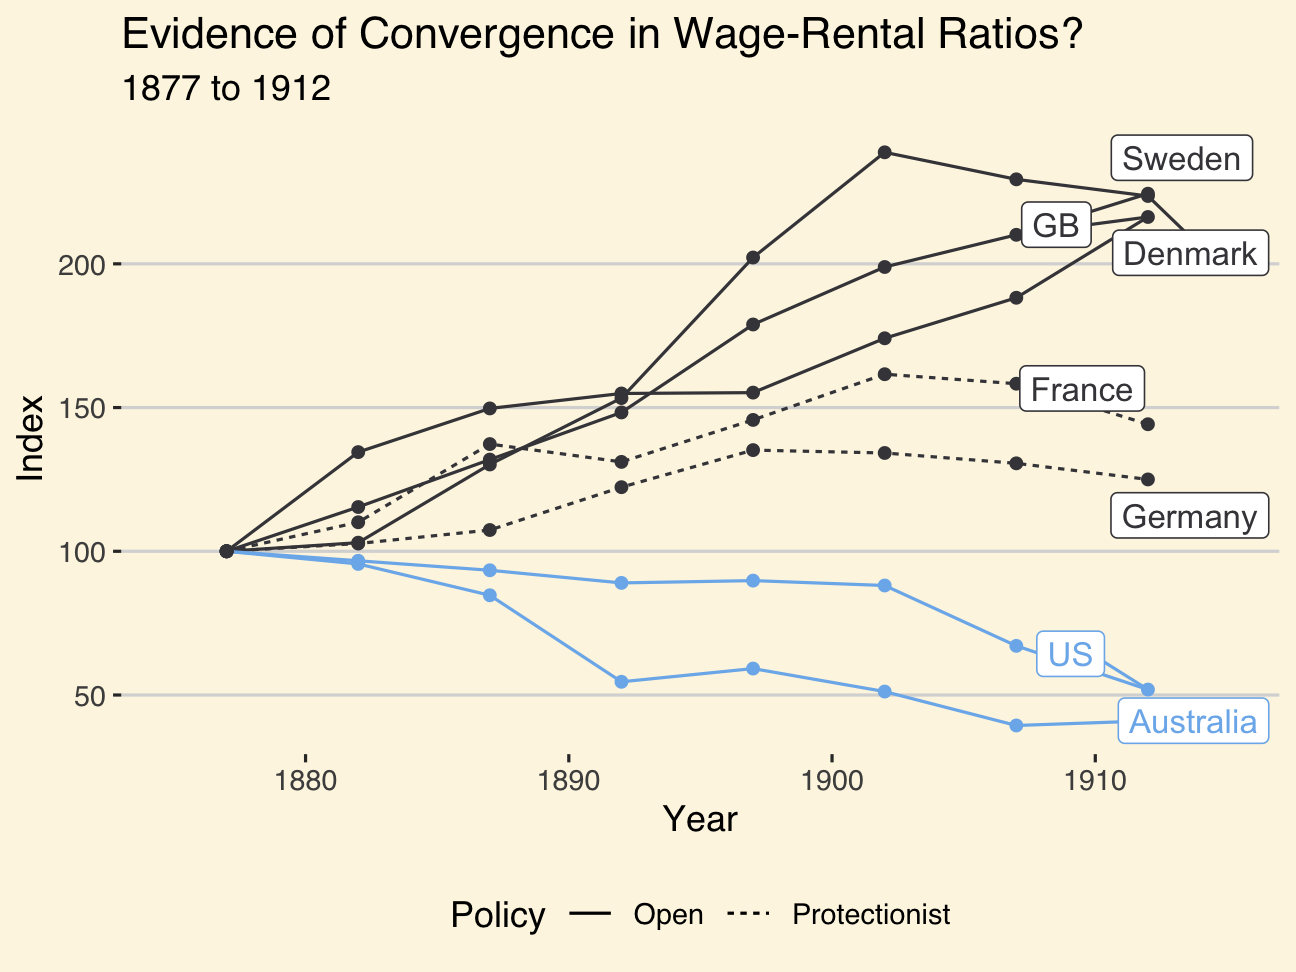 Evidence of Convergence in Wage-Rental Ratios?
1877 to 1912
Sweden
GB
Denmark
200
France
150
Index
Germany
100
US
50
Australia
1880 1890 1900 1910
Year
Policy Open Protectionist